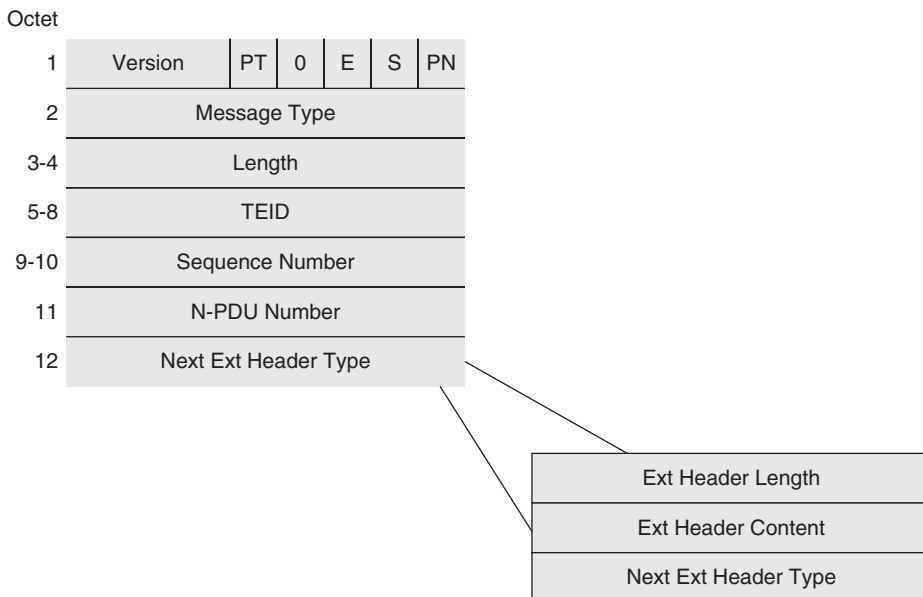 Octet
1 Version PT 0 E S PN
2 Message Type
3-4 Length
5-8 TEID
9-10 Sequence Number
11 N-PDU Number
12 Next Ext Header Type
Ext Header Length
Ext Header Content
Next Ext Header Type